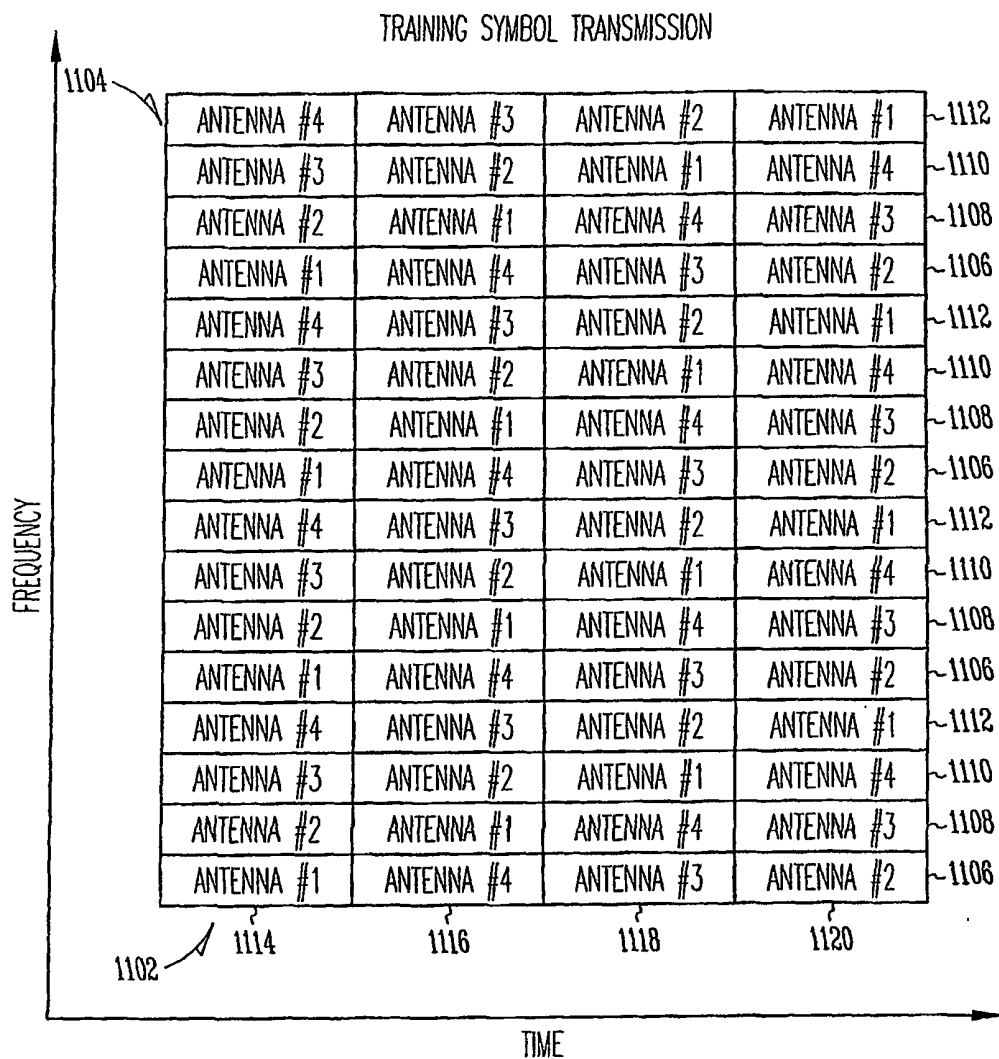 TRAINING SYMBOL TRANSMISSION
1104
ANTENNA #4 ANTENNA #3 ANTENNA #2 ANTENNA #1 1112
ANTENNA #3 ANTENNA #2 ANTENNA #1 ANTENNA #4 1110
ANTENNA #2 ANTENNA #1 ANTENNA #4 ANTENNA #3 1108
ANTENNA #1 ANTENNA #4 ANTENNA #3 ANTENNA #2 1106
ANTENNA #4 ANTENNA #3 ANTENNA #2 ANTENNA #1 1112
ANTENNA #3 ANTENNA #2 ANTENNA #1 ANTENNA #4 1110
ANTENNA #2 ANTENNA #1 ANTENNA #4 ANTENNA #3 1108
ANTENNA #1 ANTENNA #4 ANTENNA #3 ANTENNA #2 1106
ANTENNA #4 ANTENNA #3 ANTENNA #2 ANTENNA #1 1112
ANTENNA #3 ANTENNA #2 ANTENNA #1 ANTENNA #4 1110
ANTENNA #2 ANTENNA #1 ANTENNA #4 ANTENNA #3 1108
ANTENNA #1 ANTENNA #4 ANTENNA #3 ANTENNA #2 1106
ANTENNA #4 ANTENNA #3 ANTENNA #2 ANTENNA #1 1112
ANTENNA #3 ANTENNA #2 ANTENNA #1 ANTENNA #4 1110
ANTENNA #2 ANTENNA #1 ANTENNA #4 ANTENNA #3 1108
ANTENNA #1 ANTENNA #4 ANTENNA #3 ANTENNA #2 1106
1114 1116 1118 1120
1102
FREQUENCY
TIME